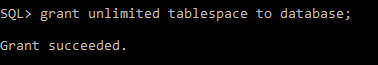 SQL> grant unlimited tablespace to database;
Grant succeeded.